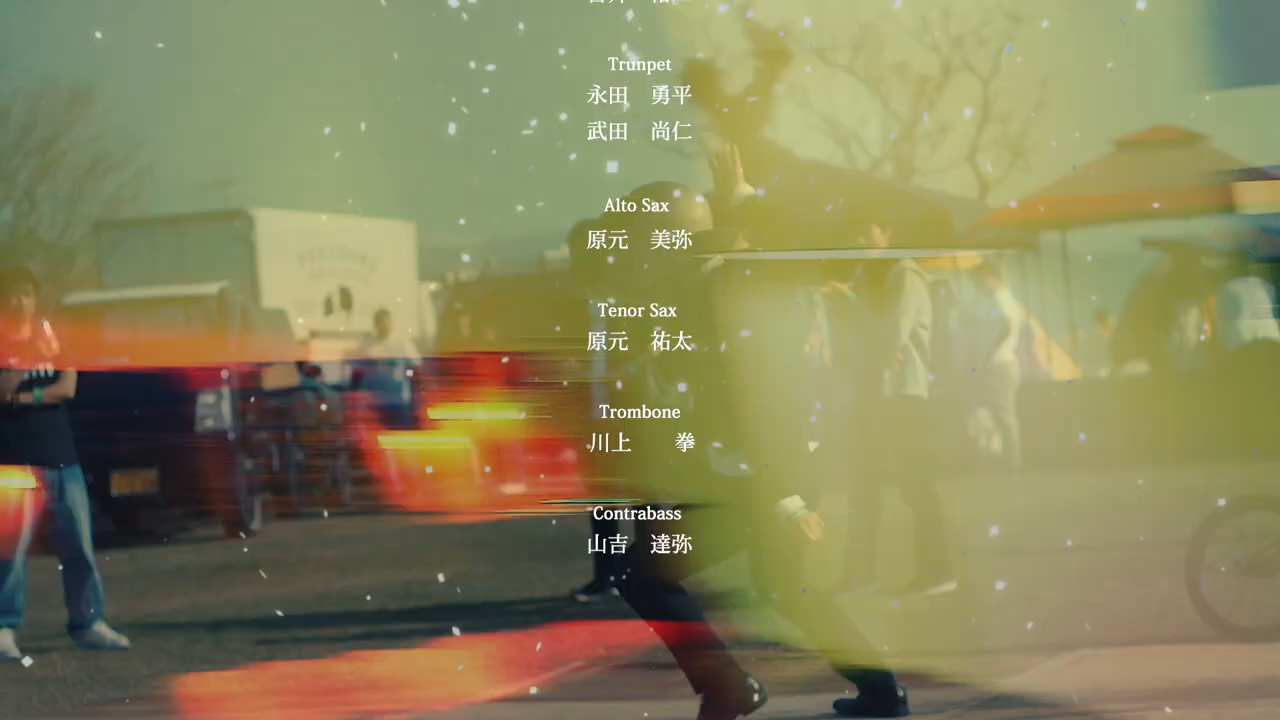 Trunpet
永田　勇平
武田　尚仁
Alto Sax
原元　美弥
Tenor Sax
原元　祐太
Trombone
川上　　拳
Contrabass
山吉　達弥